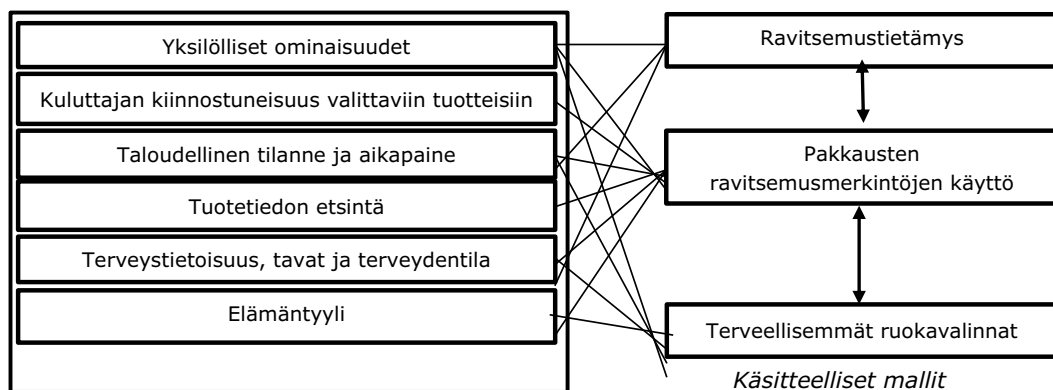 Yksilölliset ominaisuudet
Kuluttajan kiinnostuneisuus valittaviin tuotteisiin
Taloudellinen tilanne ja aikapaine
Tuotetiedon etsintä
Terveystietoisuus, tavat ja terveydentila
Elämäntyyli
Ravitsemustietämys
Pakkausten
ravitsemusmerkintöjen käyttö
Terveellisemmät ruokavalinnat
Käsitteelliset mallit